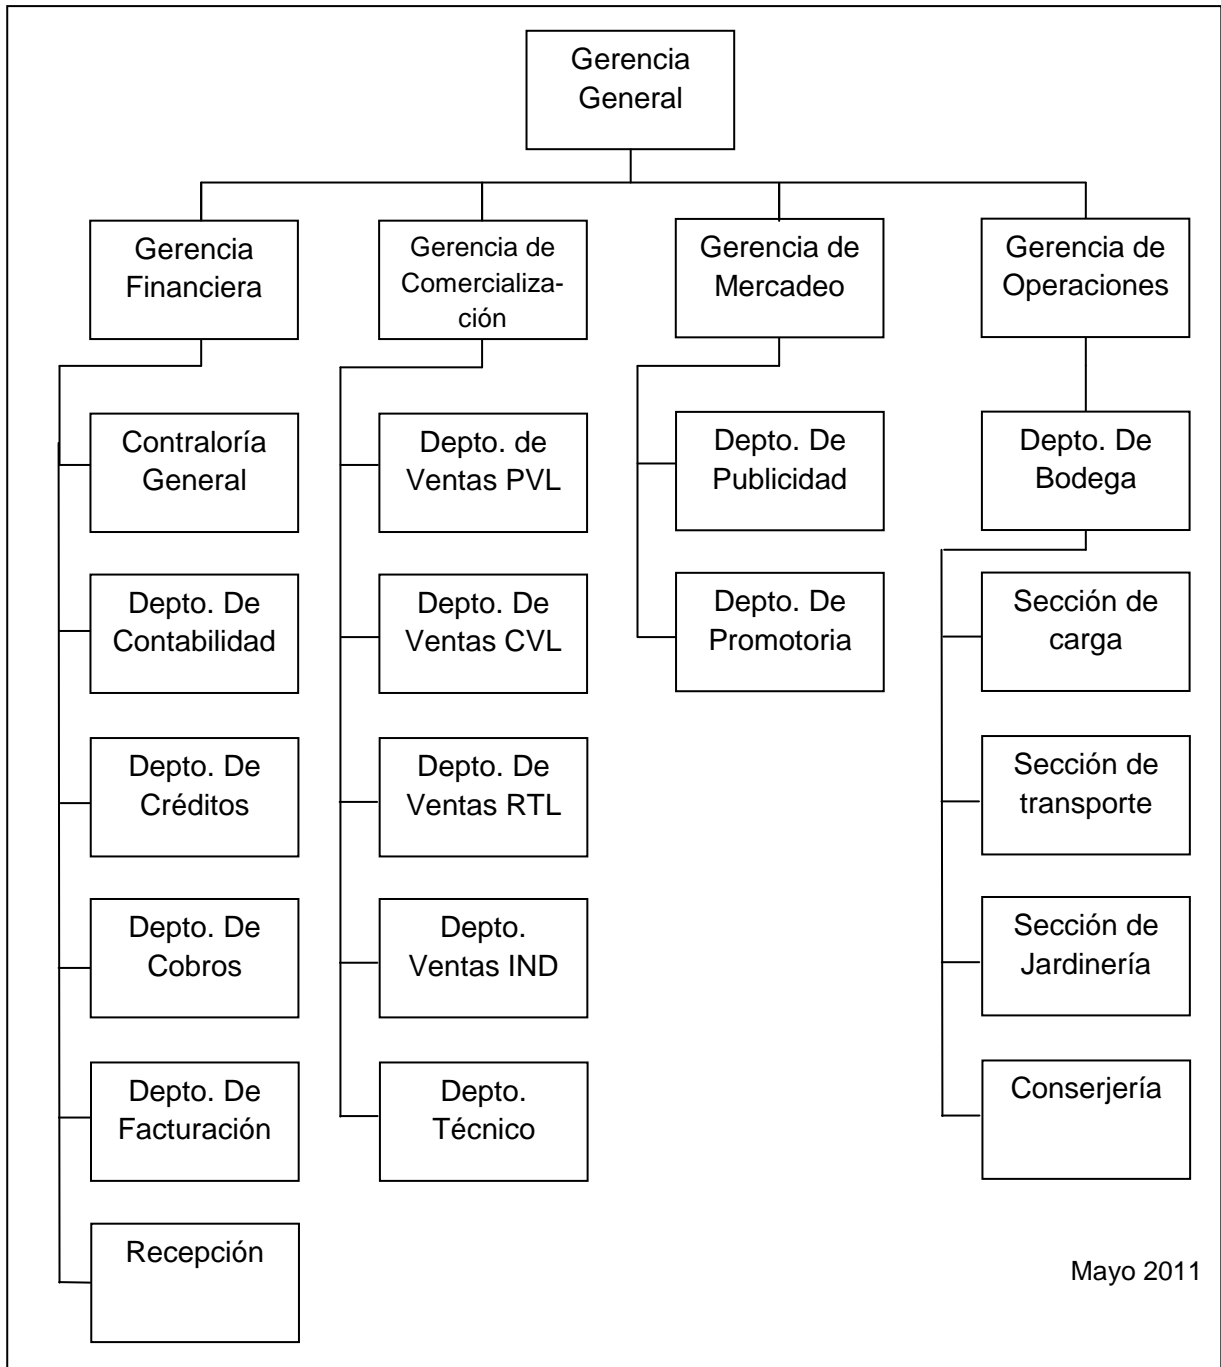 Gerencia
General
Gerencia
Financiera
Gerencia de
Comercializa-
ción
Gerencia de
Mercadeo
Gerencia de
Operaciones
Contraloría
General
Depto. de
Ventas PVL
Depto. De
Publicidad
Depto. De
Bodega
Depto. De
Contabilidad
Depto. De
Ventas CVL
Depto. De
Promotoria
Sección de
carga
Depto. De
Créditos
Depto. De
Ventas RTL
Sección de
transporte
Depto. De
Cobros
Depto.
Ventas IND
Sección de
Jardinería
Depto. De
Facturación
Depto.
Técnico
Conserjería
Recepción
Mayo 2011